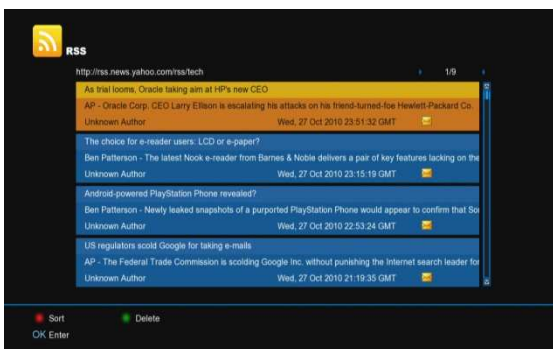 RSS
http://rss.news.yahoo.com/rss/tech 1/9
As trial looms, Oracle taking aim at HP's new CEO
AP - Oracle Corp. CEO Larry Ellison is escalating his attacks on his friend-turned-foe Hewlett-Packard Co.
Unknown Author Wed, 27 Oct 2010 23:51:32 GMT
The choice for e-reader users: LCD or e-paper?
Ben Patterson - The latest Nook e-reader from Barnes & Noble delivers a pair of key features lacking on the
Unknown Author Wed, 27 Oct 2010 23:15:19 GMT
Android-powered PlayStation Phone revealed?
Ben Patterson - Newly leaked snapshots of a purported PlayStation Phone would appear to confirm that So
Unknown Author Wed, 27 Oct 2010 22:53:24 GMT
US regulators scold Google for taking e-mails
AP - The Federal Trade Commission is scolding Google Inc. without punishing the Internet search leader for
Unknown Author Wed, 27 Oct 2010 21:19:35 GMT
Sort Delete
OK Enter